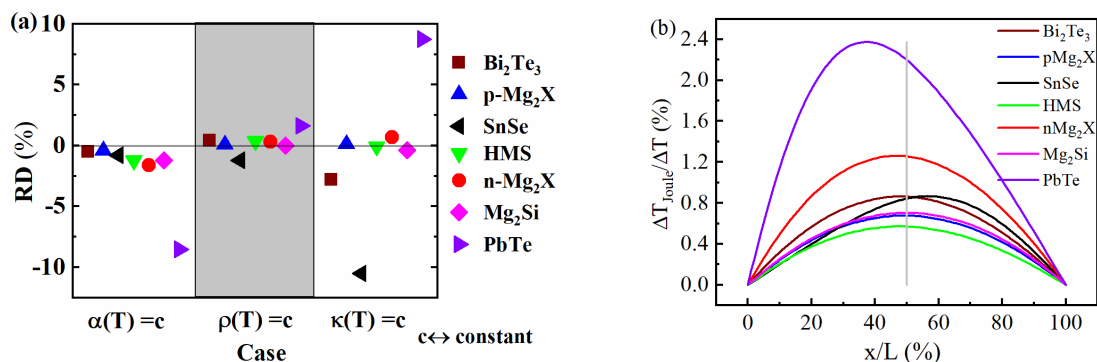 (a)
10
5
0
-5
-10
RD (%)
α(T) =c
ρ(T) =c
κ(T) =c
Case
c↔ constant
Bi₂Te₃
p-Mg₂X
SnSe
HMS
n-Mg₂X
Mg₂Si
PbTe
(b)
2.4
2.0
1.6
1.2
0.8
0.4
0.0
ΔT_Joule/ΔT (%)
0
20
40
60
80
100
x/L (%)
Bi₂Te₃
pMg₂X
SnSe
HMS
nMg₂X
Mg₂Si
PbTe